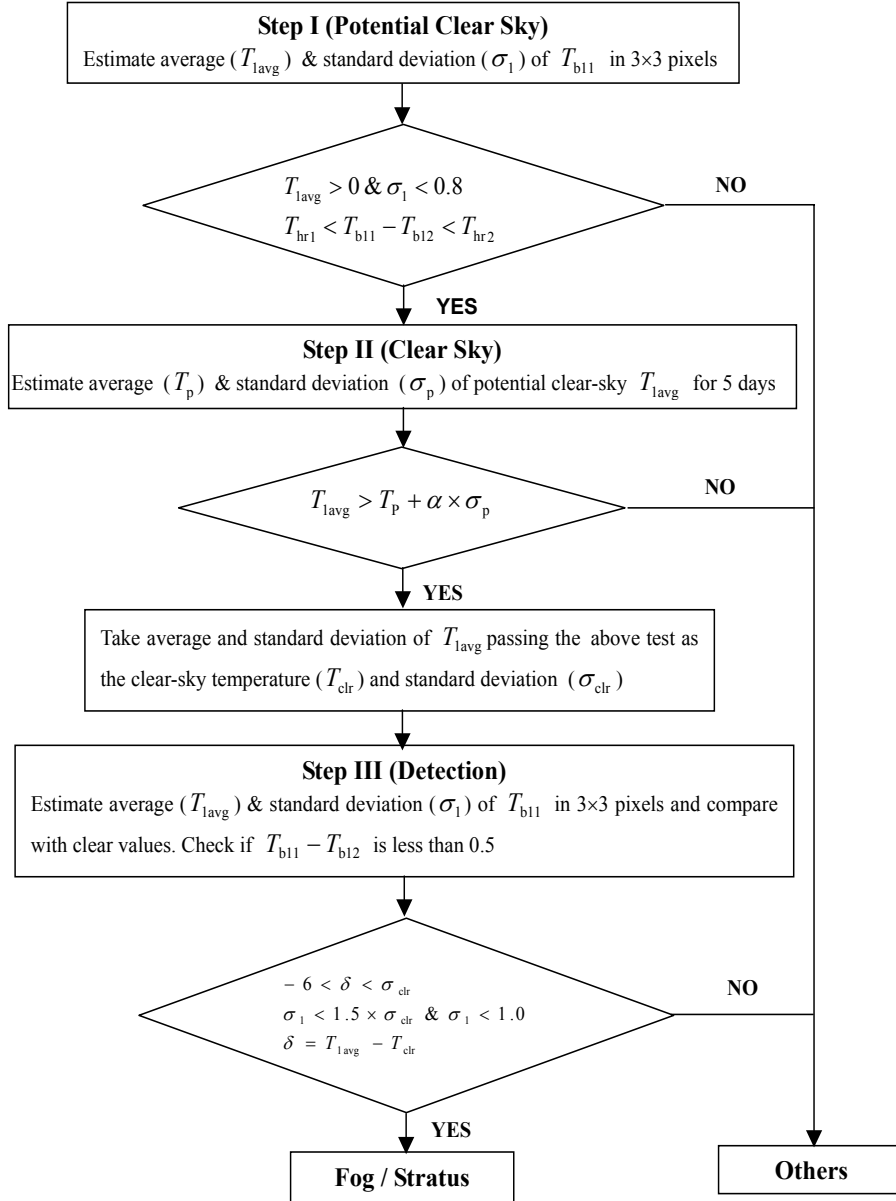 Step I (Potential Clear Sky)
Estimate average (T1avg) & standard deviation (σ1) of Tb11 in 3×3 pixels
T1avg > 0 & σ1 < 0.8
NO
Thr1 < Tb11 − Tb12 < Thr2
YES
Step II (Clear Sky)
Estimate average (Tp) & standard deviation (σp) of potential clear-sky T1avg for 5 days
T1avg > TP + α × σp
NO
YES
Take average and standard deviation of T1avg passing the above test as
the clear-sky temperature (Tclr) and standard deviation (σclr)
Step III (Detection)
Estimate average (T1avg) & standard deviation (σ1) of Tb11 in 3×3 pixels and compare
with clear values. Check if Tb11 − Tb12 is less than 0.5
− 6 < δ < σclr
NO
σ1 < 1.5 × σclr & σ1 < 1.0
δ = T1avg − Tclr
YES
Fog / Stratus
Others